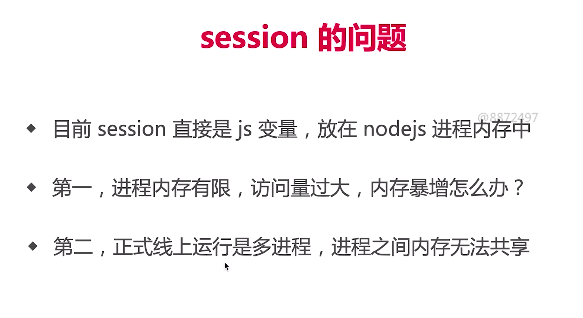 session 的问题
@8872497
目前 session 直接是 js 变量，放在 nodejs 进程内存中
第一，进程内存有限，访问量过大，内存暴增怎么办？
第二，正式线上运行是多进程，进程之间内存无法共享